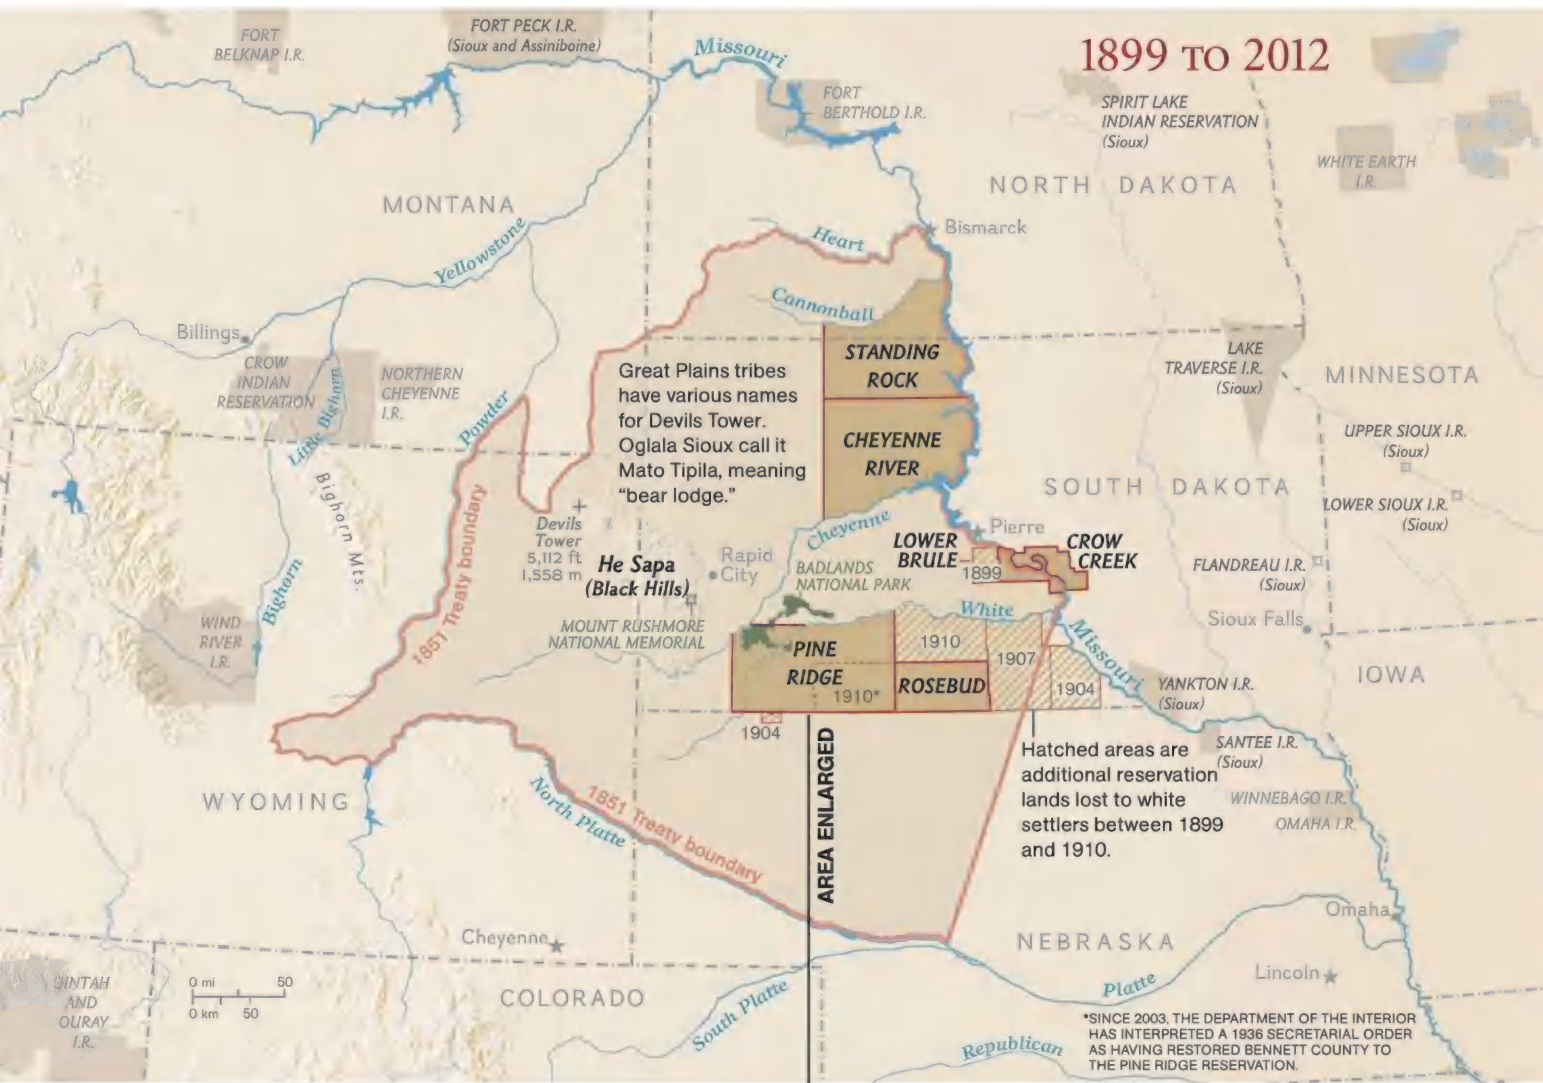 1899 TO 2012
FORT
BELKNAP I.R.
FORT PECK I.R.
(Sioux and Assiniboine)
Missouri
FORT
BERTHOLD I.R.
SPIRIT LAKE
INDIAN RESERVATION
(Sioux)
WHITE EARTH
I.R.
NORTH DAKOTA
MONTANA
Yellowstone
Heart
Bismarck
Cannonball
Billings
CROW
INDIAN
RESERVATION
NORTHERN
CHEYENNE
I.R.
Little Bighorn
Powder
Great Plains tribes
have various names
for Devils Tower.
Oglala Sioux call it
Mato Tipila, meaning
“bear lodge.”
STANDING
ROCK
CHEYENNE
RIVER
LAKE
TRAVERSE I.R.
(Sioux)
MINNESOTA
UPPER SIOUX I.R.
(Sioux)
LOWER SIOUX I.R.
(Sioux)
SOUTH DAKOTA
Bighorn Mts.
1851 Treaty boundary
Devils
Tower
5,112 ft
1,558 m
He Sapa
(Black Hills)
Rapid
City
Cheyenne
BADLANDS
NATIONAL PARK
Pierre
LOWER
BRULE
1899
CROW
CREEK
FLANDREAU I.R.
(Sioux)
Sioux Falls
Bighorn
WIND
RIVER
I.R.
MOUNT RUSHMORE
NATIONAL MEMORIAL
White
PINE
RIDGE
1910*
1910
1907
ROSEBUD
1904
Missouri
YANKTON I.R.
(Sioux)
IOWA
1904
SANTEE I.R.
(Sioux)
WINNEBAGO I.R.
OMAHA I.R.
Hatched areas are
additional reservation
lands lost to white
settlers between 1899
and 1910.
AREA ENLARGED
WYOMING
North Platte
1851 Treaty boundary
Cheyenne
NEBRASKA
Omaha
Lincoln
Platte
UINTAH
AND
OURAY
I.R.
0 mi 50
0 km 50
COLORADO
South Platte
Republican
*SINCE 2003, THE DEPARTMENT OF THE INTERIOR
HAS INTERPRETED A 1936 SECRETARIAL ORDER
AS HAVING RESTORED BENNETT COUNTY TO
THE PINE RIDGE RESERVATION.